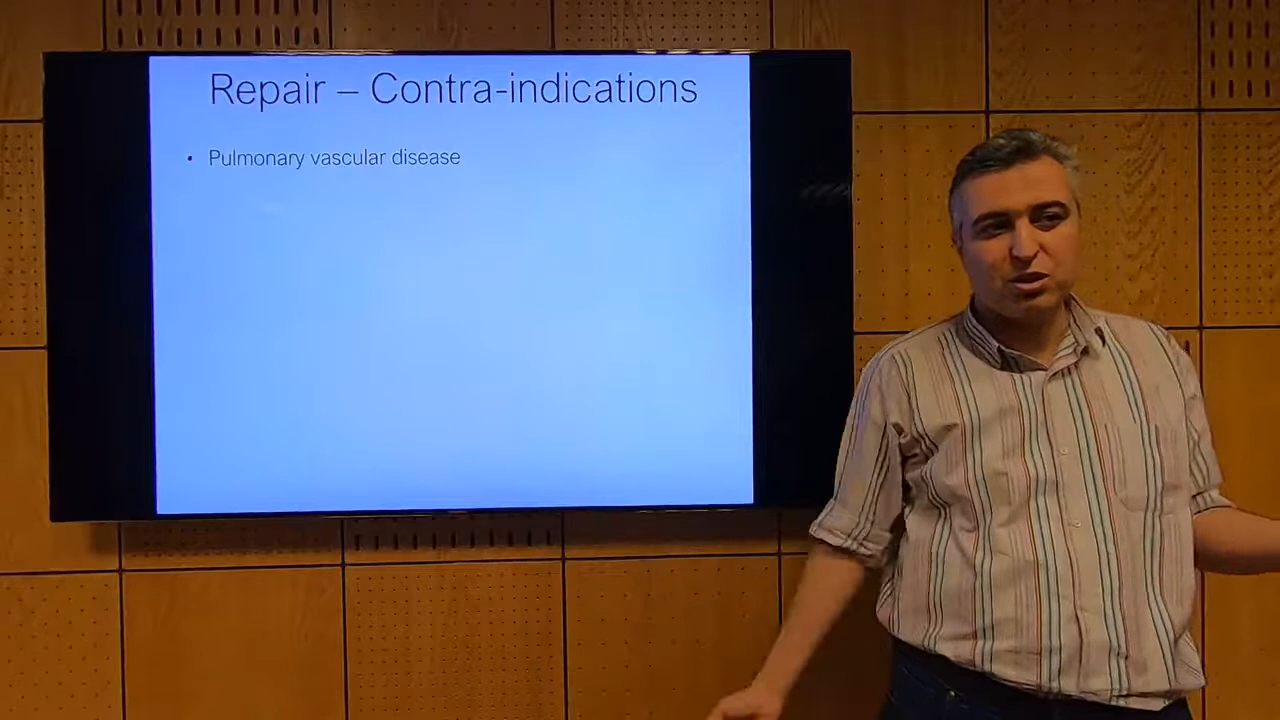 Repair – Contra-indications
• Pulmonary vascular disease